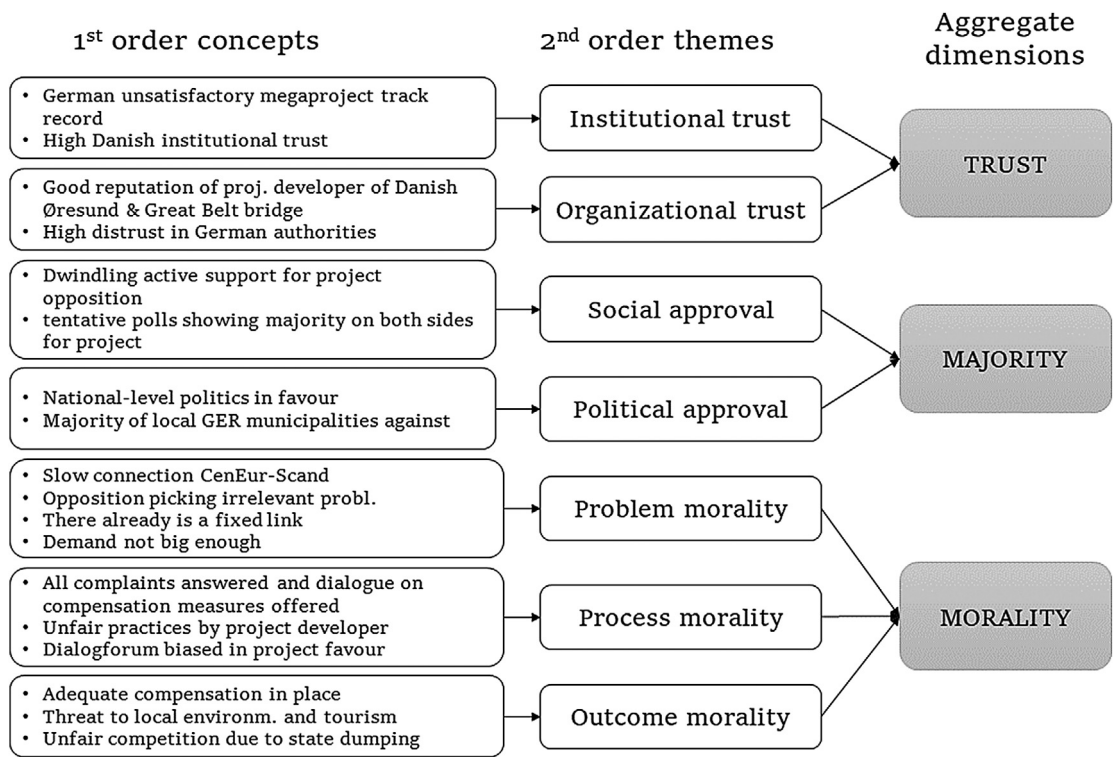 1st order concepts
2nd order themes
Aggregate
dimensions
• German unsatisfactory megaproject track
record
• High Danish institutional trust
Institutional trust
• Good reputation of proj. developer of Danish
Øresund & Great Belt bridge
• High distrust in German authorities
Organizational trust
TRUST
• Dwindling active support for project
opposition
• tentative polls showing majority on both sides
for project
Social approval
• National-level politics in favour
• Majority of local GER municipalities against
Political approval
MAJORITY
• Slow connection CenEur-Scand
• Opposition picking irrelevant probl.
• There already is a fixed link
• Demand not big enough
Problem morality
• All complaints answered and dialogue on
compensation measures offered
• Unfair practices by project developer
• Dialogforum biased in project favour
Process morality
• Adequate compensation in place
• Threat to local environm. and tourism
• Unfair competition due to state dumping
Outcome morality
MORALITY